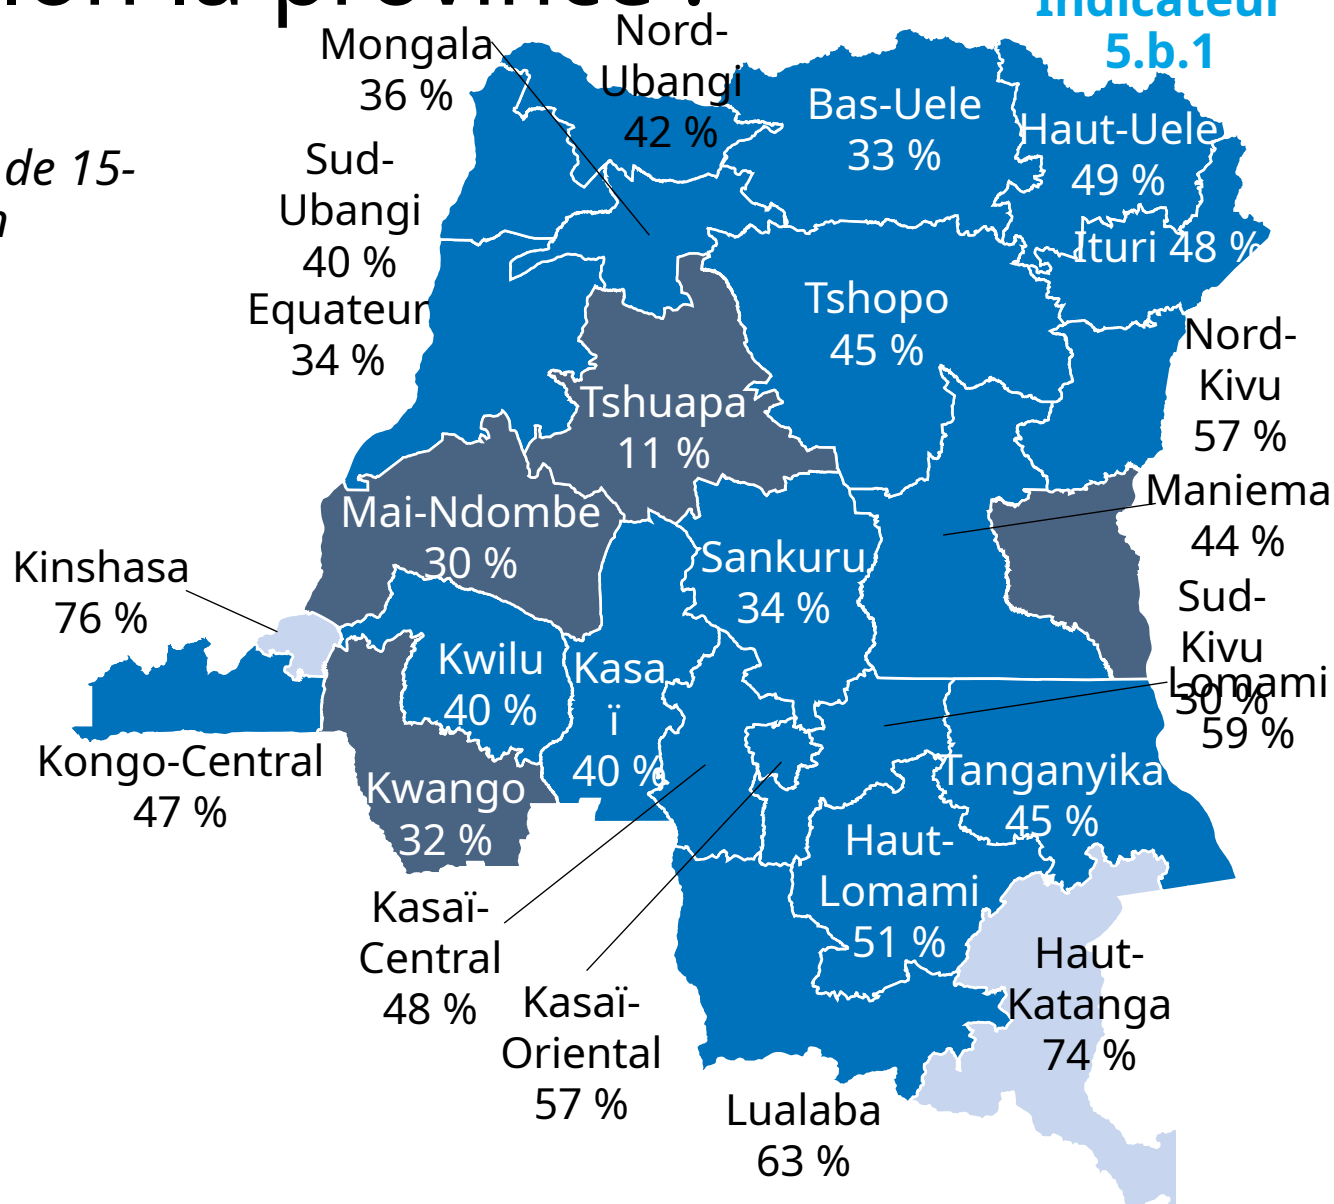 Indicateur
5.b.1
de 15-
Mongala
36 %
Nord-
Ubangi
42 %
Bas-Uele
33 %
Haut-Uele
49 %
Sud-
Ubangi
40 %
Ituri 48 %
Equateur
34 %
Tshopo
45 %
Nord-
Kivu
57 %
Tshuapa
11 %
Maniema
44 %
Mai-Ndombe
30 %
Kinshasa
76 %
Sankuru
34 %
Sud-
Kivu
30 %
Lomami
59 %
Kwilu
40 %
Kasa
ï
40 %
Kongo-Central
47 %
Kwango
32 %
Tanganyika
45 %
Haut-
Lomami
51 %
Kasaï-
Central
48 %
Kasaï-
Oriental
57 %
Haut-
Katanga
74 %
Lualaba
63 %